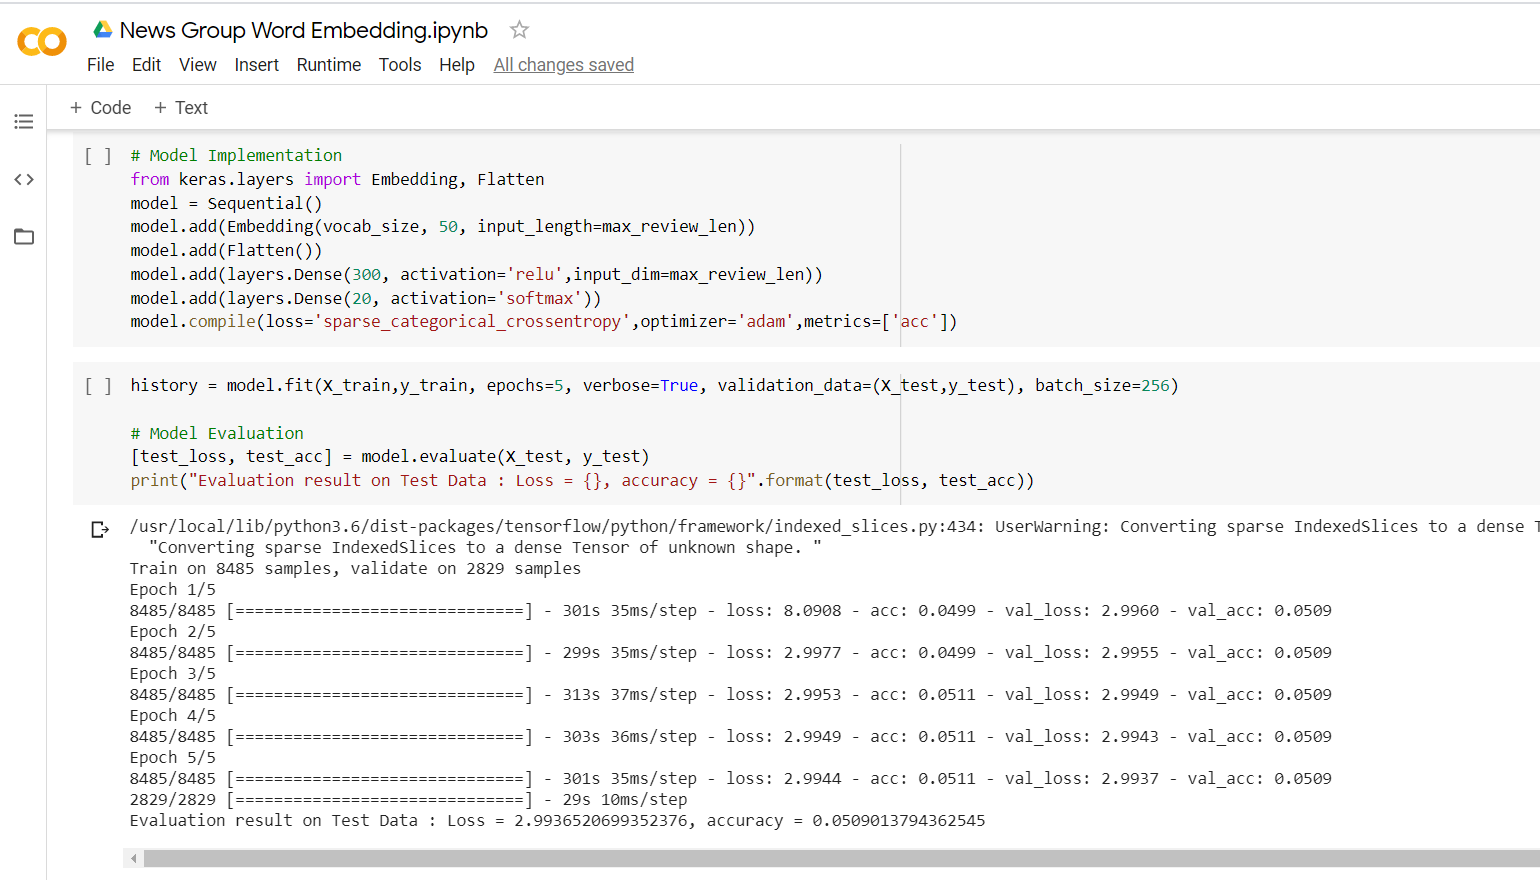 News Group Word Embedding.ipynb
File Edit View Insert Runtime Tools Help All changes saved
+ Code + Text
[ ] # Model Implementation
from keras.layers import Embedding, Flatten
model = Sequential()
model.add(Embedding(vocab_size, 50, input_length=max_review_len))
model.add(Flatten())
model.add(layers.Dense(300, activation='relu',input_dim=max_review_len))
model.add(layers.Dense(20, activation='softmax'))
model.compile(loss='sparse_categorical_crossentropy',optimizer='adam',metrics=['acc'])
[ ] history = model.fit(X_train,y_train, epochs=5, verbose=True, validation_data=(X_test,y_test), batch_size=256)
# Model Evaluation
[test_loss, test_acc] = model.evaluate(X_test, y_test)
print("Evaluation result on Test Data : Loss = {}, accuracy = {}".format(test_loss, test_acc))
/usr/local/lib/python3.6/dist-packages/tensorflow/python/framework/indexed_slices.py:434: UserWarning: Converting sparse IndexedSlices to a dense T
"Converting sparse IndexedSlices to a dense Tensor of unknown shape. "
Train on 8485 samples, validate on 2829 samples
Epoch 1/5
8485/8485 [==============================] - 301s 35ms/step - loss: 8.0908 - acc: 0.0499 - val_loss: 2.9960 - val_acc: 0.0509
Epoch 2/5
8485/8485 [==============================] - 299s 35ms/step - loss: 2.9977 - acc: 0.0499 - val_loss: 2.9955 - val_acc: 0.0509
Epoch 3/5
8485/8485 [==============================] - 313s 37ms/step - loss: 2.9953 - acc: 0.0511 - val_loss: 2.9949 - val_acc: 0.0509
Epoch 4/5
8485/8485 [==============================] - 303s 36ms/step - loss: 2.9949 - acc: 0.0511 - val_loss: 2.9943 - val_acc: 0.0509
Epoch 5/5
8485/8485 [==============================] - 301s 35ms/step - loss: 2.9944 - acc: 0.0511 - val_loss: 2.9937 - val_acc: 0.0509
2829/2829 [==============================] - 29s 10ms/step
Evaluation result on Test Data : Loss = 2.9936520699352376, accuracy = 0.0509013794362545